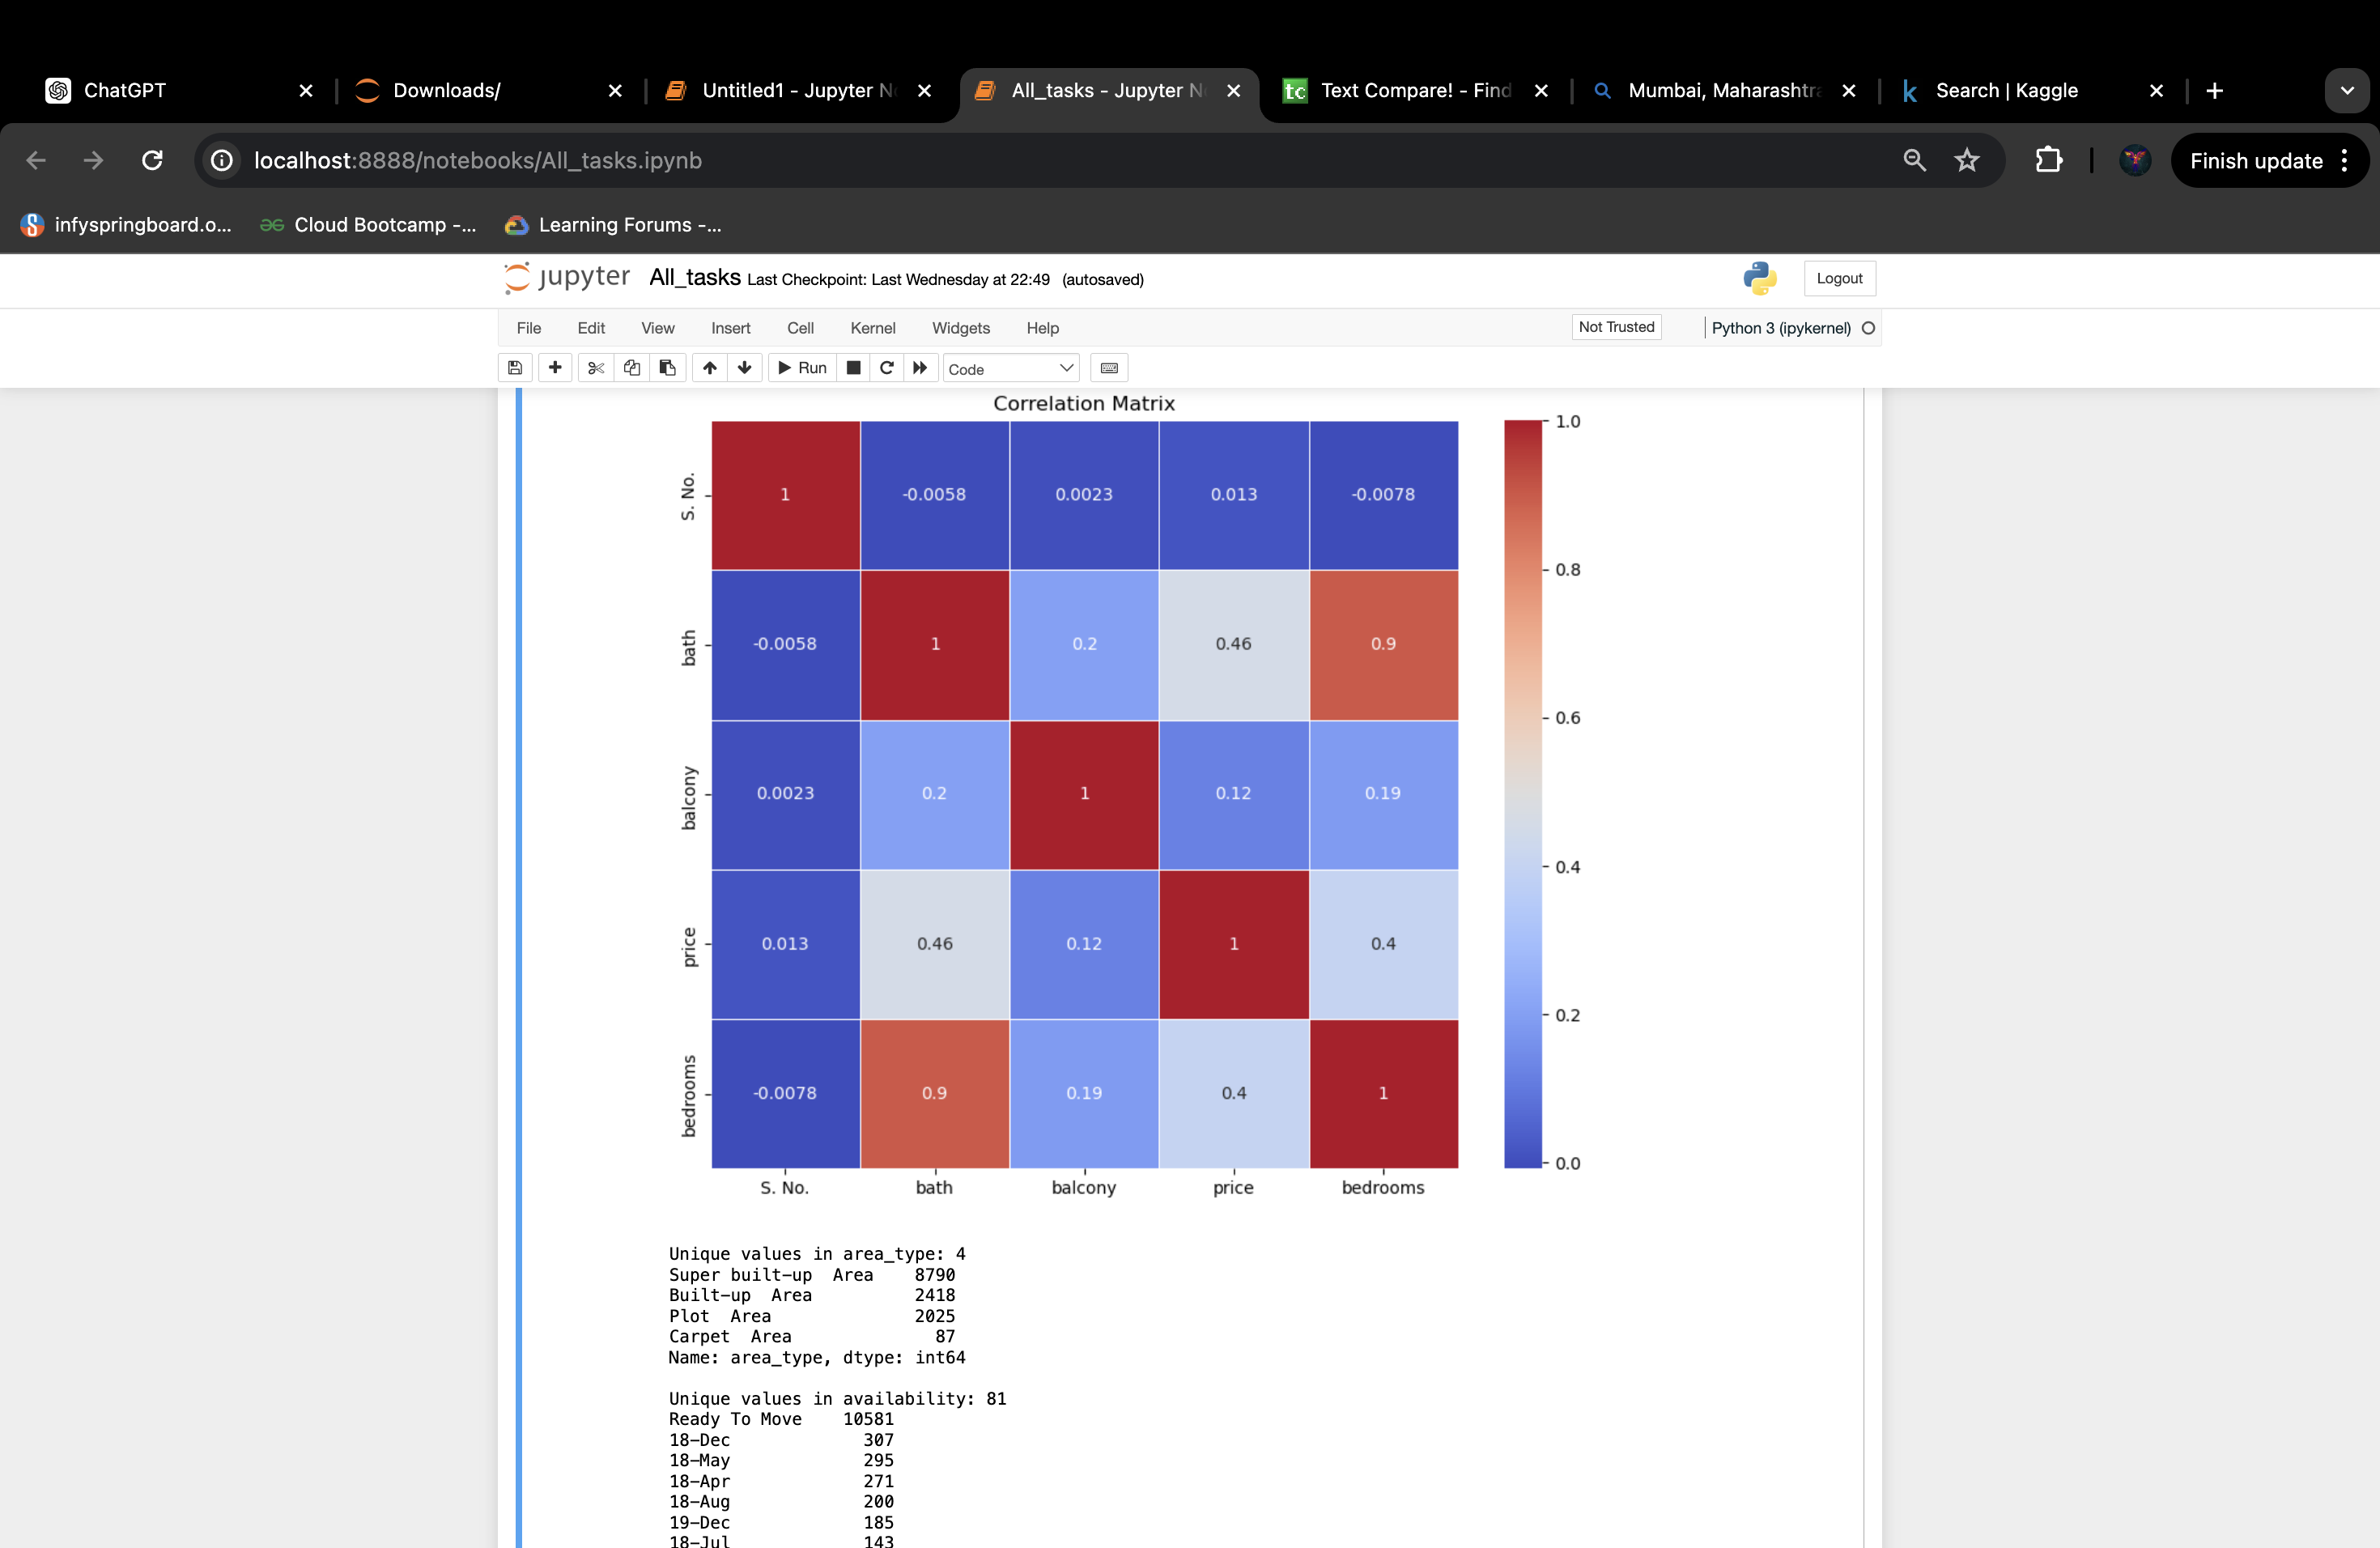 ChatGPT
Downloads/
Untitled1 - Jupyter N
All_tasks - Jupyter N
tc Text Compare! - Find
Mumbai, Maharashtra
k Search | Kaggle
localhost:8888/notebooks/All_tasks.ipynb
Finish update
infyspringboard.o...
Cloud Bootcamp -...
Learning Forums -...
jupyter All_tasks Last Checkpoint: Last Wednesday at 22:49 (autosaved)
Logout
File Edit View Insert Cell Kernel Widgets Help
Not Trusted
Python 3 (ipykernel)
Run
Code
Correlation Matrix
S. No. 1 -0.0058 0.0023 0.013 -0.0078
bath -0.0058 1 0.2 0.46 0.9
balcony 0.0023 0.2 1 0.12 0.19
price 0.013 0.46 0.12 1 0.4
bedrooms -0.0078 0.9 0.19 0.4 1
S. No. bath balcony price bedrooms
1.0
0.8
0.6
0.4
0.2
0.0
Unique values in area_type: 4
Super built-up  Area    8790
Built-up  Area          2418
Plot  Area              2025
Carpet  Area              87
Name: area_type, dtype: int64
Unique values in availability: 81
Ready To Move    10581
18-Dec             307
18-May             295
18-Apr             271
18-Aug             200
19-Dec             185
18-Jul             143